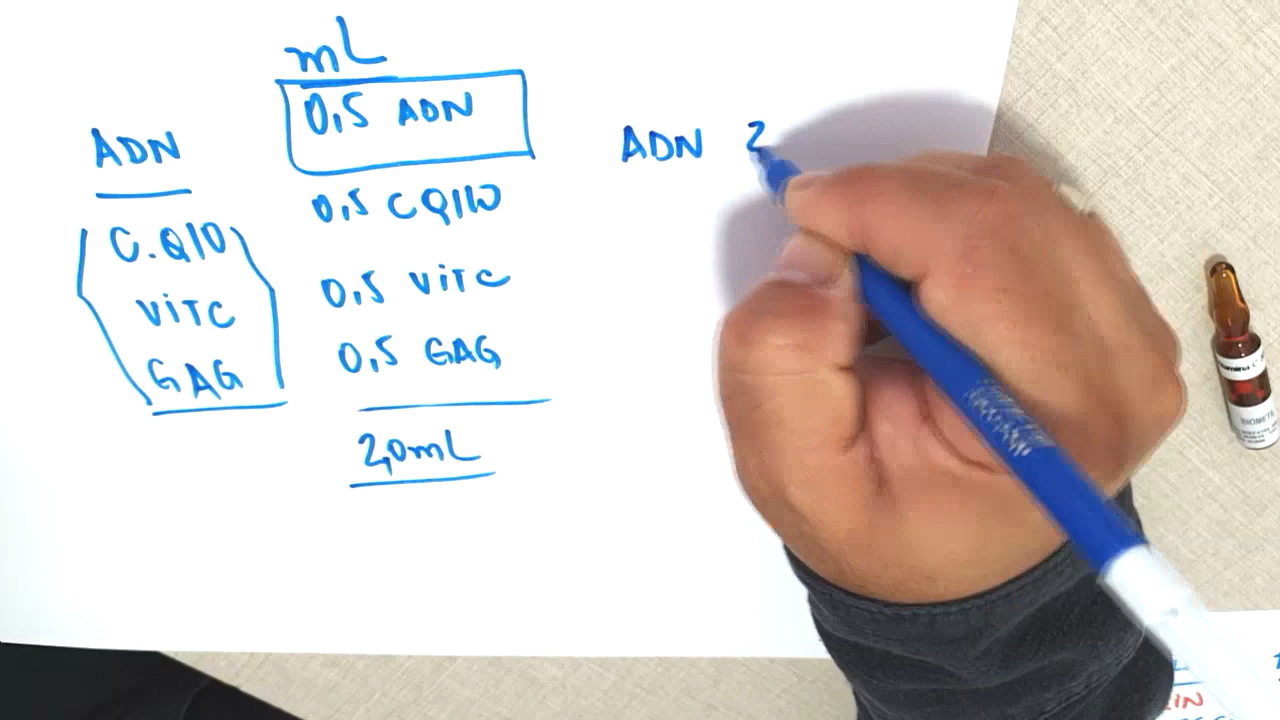 mL
0,5 ADN
0,5 CQ10
0,5 VITC
0,5 GAG
2,0mL
ADN
C.Q10
VITC
GAG
ADN 2